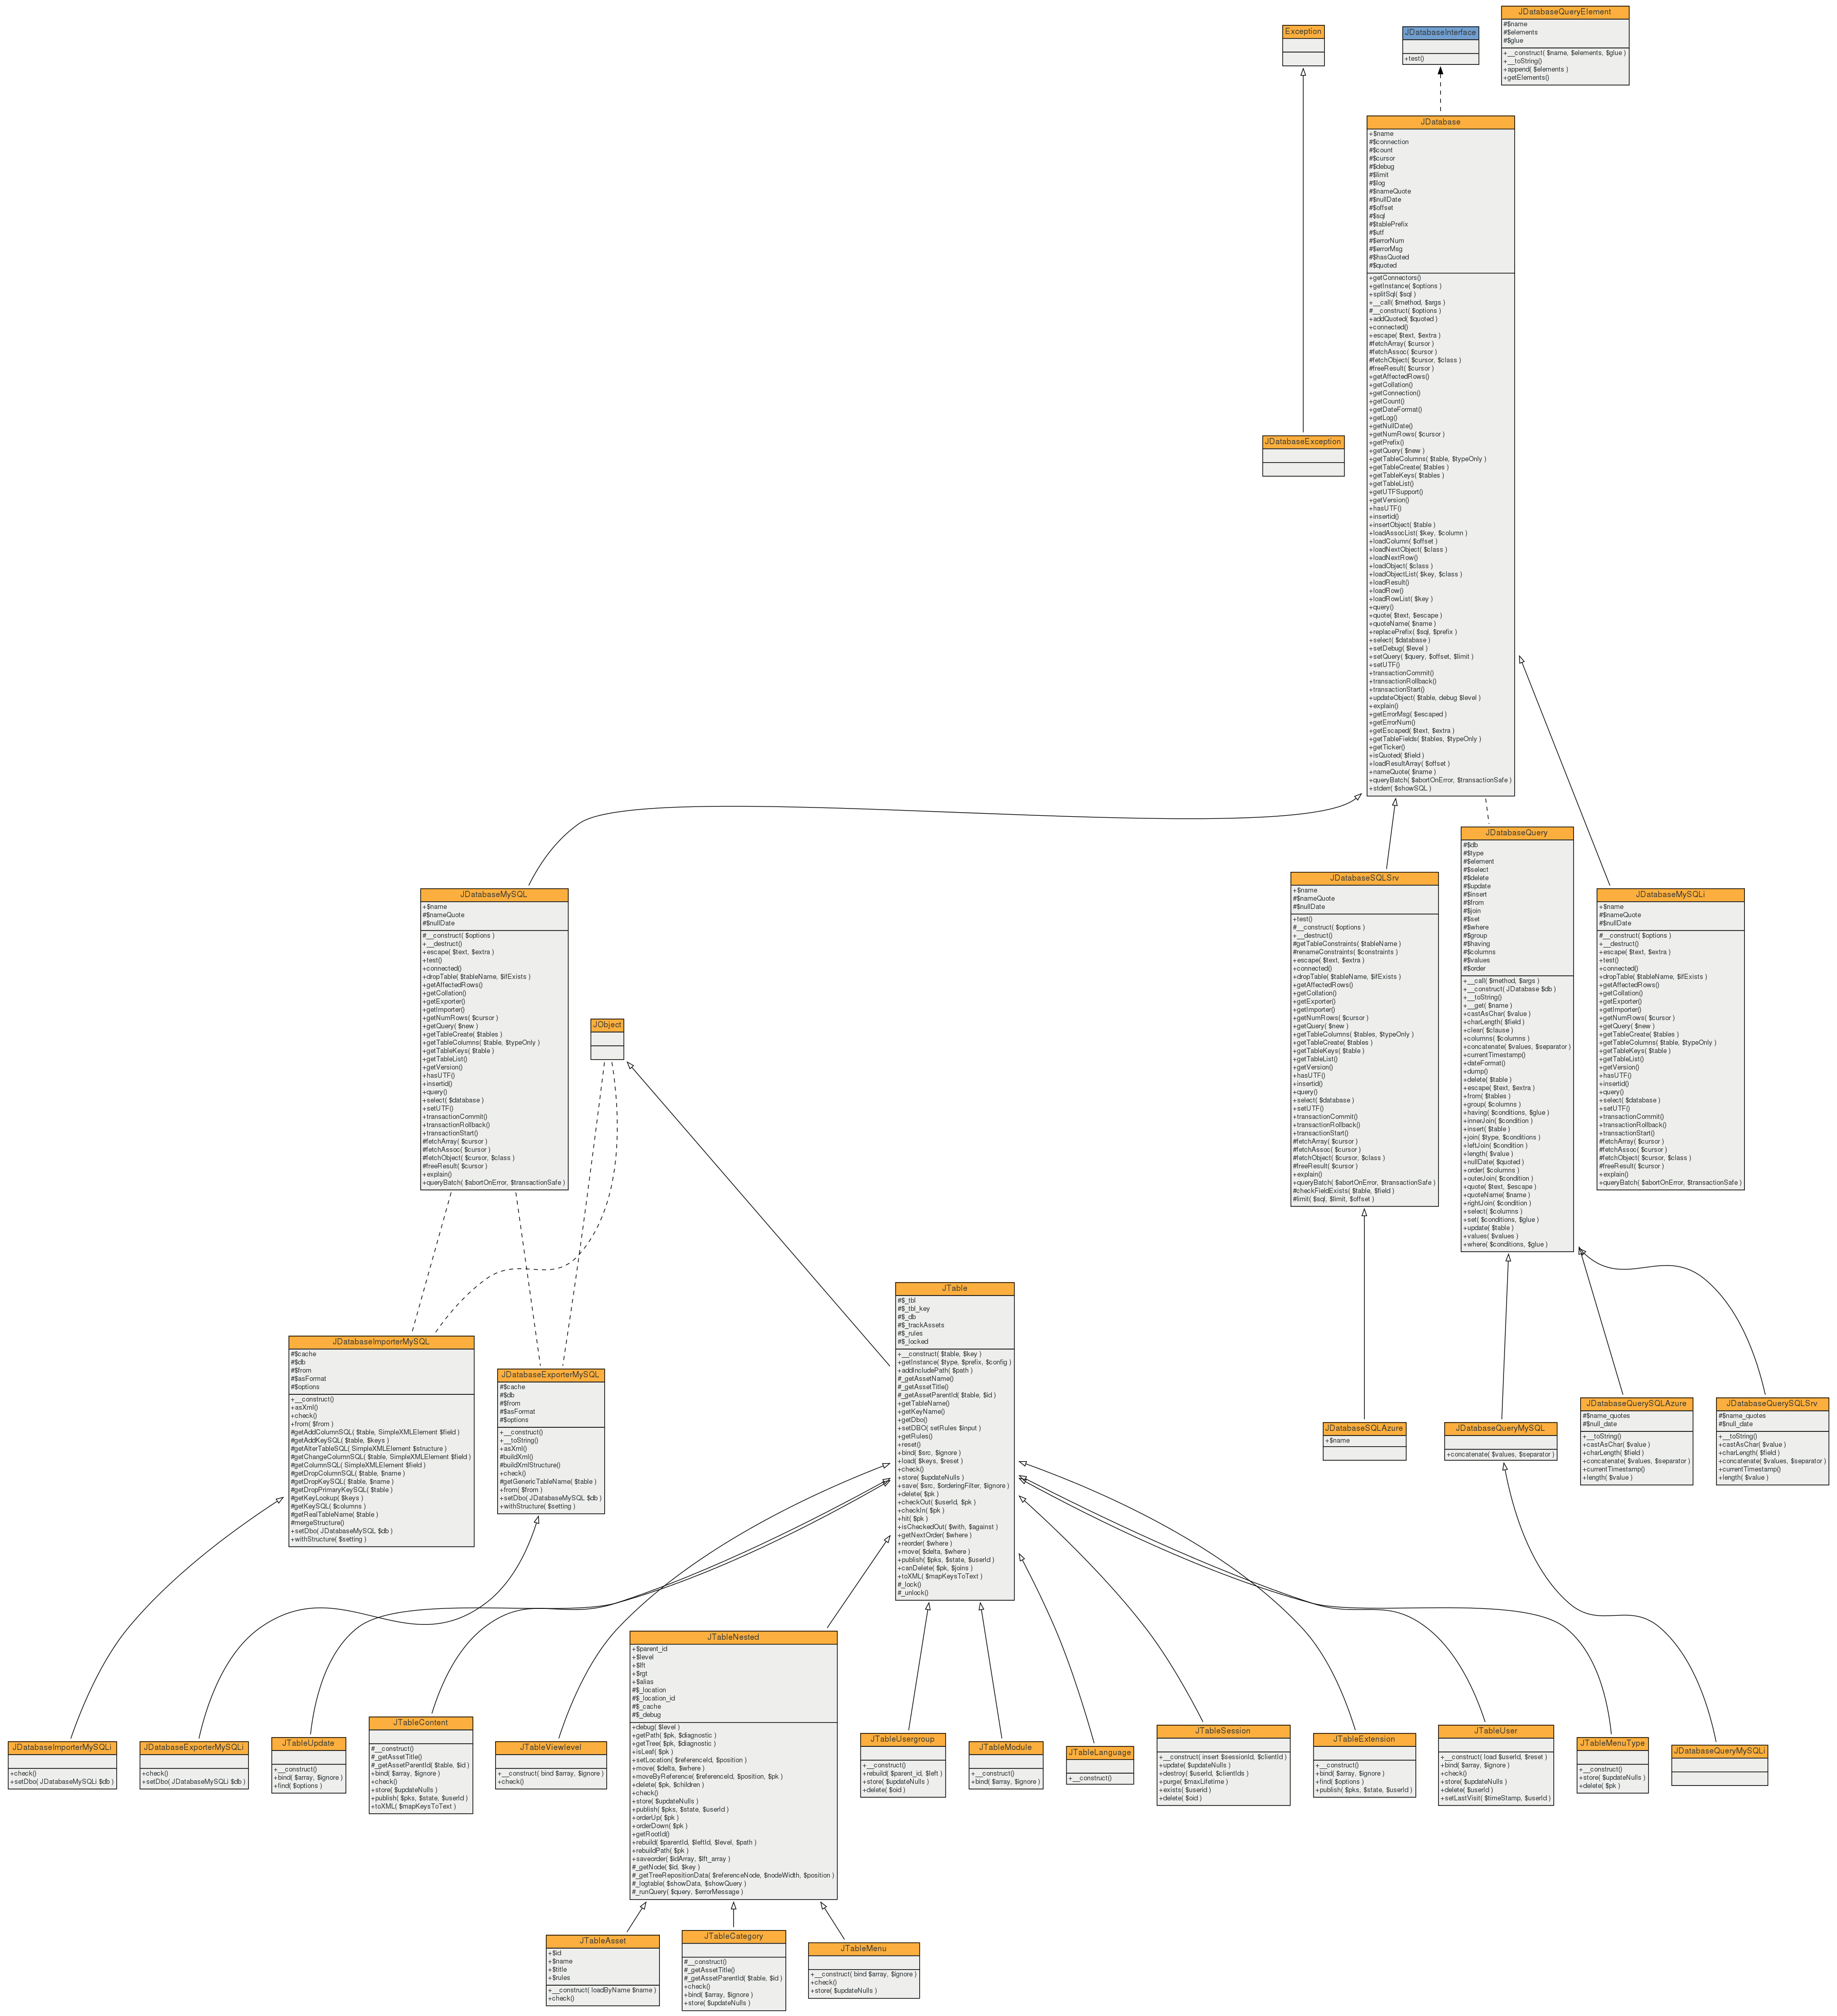 Exception
JDatabaseInterface
+test()
JDatabaseQueryElement
#$name
#$elements
#$glue
+__construct( $name, $elements, $glue )
+__toString()
+append( $elements )
+getElements()
JDatabase
+$name
#$connection
#$count
#$cursor
#$debug
#$limit
#$log
#$nameQuote
#$nullDate
#$offset
#$sql
#$tablePrefix
#$utf
#$errorNum
#$errorMsg
#$hasQuoted
#$quoted
+getConnectors()
+getInstance( $options )
+splitSql( $sql )
+__call( $method, $args )
#__construct( $options )
+addQuoted( $quoted )
+connected()
+escape( $text, $extra )
#fetchArray( $cursor )
#fetchAssoc( $cursor )
#fetchObject( $cursor, $class )
#freeResult( $cursor )
+getAffectedRows()
+getCollation()
+getConnection()
+getCount()
+getDateFormat()
+getLog()
+getNullDate()
+getNumRows( $cursor )
+getPrefix()
+getQuery( $new )
+getTableColumns( $table, $typeOnly )
+getTableCreate( $tables )
+getTableKeys( $tables )
+getTableList()
+getUTFSupport()
+getVersion()
+hasUTF()
+insertid()
+insertObject( $table )
+loadAssocList( $key, $column )
+loadColumn( $offset )
+loadNextObject( $class )
+loadNextRow()
+loadObject( $class )
+loadObjectList( $key, $class )
+loadResult()
+loadRow()
+loadRowList( $key )
+query()
+quote( $text, $escape )
+quoteName( $name )
+replacePrefix( $sql, $prefix )
+select( $database )
+setDebug( $level )
+setQuery( $query, $offset, $limit )
+setUTF()
+transactionCommit()
+transactionRollback()
+transactionStart()
+updateObject( $table, debug $level )
+explain()
+getErrorMsg( $escaped )
+getErrorNum()
+getEscaped( $text, $extra )
+getTableFields( $tables, $typeOnly )
+getTicker()
+isQuoted( $field )
+loadResultArray( $offset )
+nameQuote( $name )
+queryBatch( $abortOnError, $transactionSafe )
+stderr( $showSQL )
JDatabaseException
JDatabaseMySQL
+$name
#$nameQuote
#$nullDate
#__construct( $options )
+__destruct()
+escape( $text, $extra )
+test()
+connected()
+dropTable( $tableName, $ifExists )
+getAffectedRows()
+getCollation()
+getExporter()
+getImporter()
+getNumRows( $cursor )
+getQuery( $new )
+getTableCreate( $tables )
+getTableColumns( $table, $typeOnly )
+getTableKeys( $table )
+getTableList()
+getVersion()
+hasUTF()
+insertid()
+query()
+select( $database )
+setUTF()
+transactionCommit()
+transactionRollback()
+transactionStart()
#fetchArray( $cursor )
#fetchAssoc( $cursor )
#fetchObject( $cursor, $class )
#freeResult( $cursor )
+explain()
+queryBatch( $abortOnError, $transactionSafe )
JObject
JDatabaseSQLSrv
+$name
#$nameQuote
#$nullDate
+test()
#__construct( $options )
+__destruct()
#getTableConstraints( $tableName )
#renameConstraints( $constraints )
+escape( $text, $extra )
+connected()
+dropTable( $tableName, $ifExists )
+getAffectedRows()
+getCollation()
+getExporter()
+getImporter()
+getNumRows( $cursor )
+getQuery( $new )
+getTableColumns( $tables, $typeOnly )
+getTableCreate( $tables )
+getTableKeys( $table )
+getTableList()
+getVersion()
+hasUTF()
+insertid()
+query()
+select( $database )
+setUTF()
+transactionCommit()
+transactionRollback()
+transactionStart()
#fetchArray( $cursor )
#fetchAssoc( $cursor )
#fetchObject( $cursor, $class )
#freeResult( $cursor )
+explain()
+queryBatch( $abortOnError, $transactionSafe )
#checkFieldExists( $table, $field )
#limit( $sql, $limit, $offset )
JDatabaseQuery
#$db
#$type
#$element
#$select
#$delete
#$update
#$insert
#$from
#$join
#$set
#$where
#$group
#$having
#$columns
#$values
#$order
+__call( $method, $args )
+__construct( JDatabase $db )
+__toString()
+__get( $name )
+castAsChar( $value )
+charLength( $field )
+clear( $clause )
+columns( $columns )
+concatenate( $values, $separator )
+currentTimestamp()
+dateFormat()
+dump()
+delete( $table )
+escape( $text, $extra )
+from( $tables )
+group( $columns )
+having( $conditions, $glue )
+innerJoin( $condition )
+insert( $table )
+join( $type, $conditions )
+leftJoin( $condition )
+length( $value )
+nullDate( $quoted )
+order( $columns )
+outerJoin( $condition )
+quote( $text, $escape )
+quoteName( $name )
+rightJoin( $condition )
+select( $columns )
+set( $conditions, $glue )
+update( $table )
+values( $values )
+where( $conditions, $glue )
JDatabaseMySQLi
+$name
#$nameQuote
#$nullDate
#__construct( $options )
+__destruct()
+escape( $text, $extra )
+test()
+connected()
+dropTable( $tableName, $ifExists )
+getAffectedRows()
+getCollation()
+getExporter()
+getImporter()
+getNumRows( $cursor )
+getQuery( $new )
+getTableCreate( $tables )
+getTableColumns( $table, $typeOnly )
+getTableKeys( $table )
+getTableList()
+getVersion()
+hasUTF()
+insertid()
+query()
+select( $database )
+setUTF()
+transactionCommit()
+transactionRollback()
+transactionStart()
#fetchArray( $cursor )
#fetchAssoc( $cursor )
#fetchObject( $cursor, $class )
#freeResult( $cursor )
+explain()
+queryBatch( $abortOnError, $transactionSafe )
JDatabaseImporterMySQL
#$cache
#$db
#$from
#$asFormat
#$options
+__construct()
+asXml()
+check()
+from( $from )
#getAddColumnSQL( $table, SimpleXMLElement $field )
#getAddKeySQL( $table, $keys )
#getAlterTableSQL( SimpleXMLElement $structure )
#getChangeColumnSQL( $table, SimpleXMLElement $field )
#getColumnSQL( SimpleXMLElement $field )
#getDropColumnSQL( $table, $name )
#getDropKeySQL( $table, $name )
#getDropPrimaryKeySQL( $table )
#getKeyLookup( $keys )
#getKeySQL( $columns )
#getRealTableName( $table )
#mergeStructure()
+setDbo( JDatabaseMySQL $db )
+withStructure( $setting )
JDatabaseExporterMySQL
#$cache
#$db
#$from
#$asFormat
#$options
+__construct()
+__toString()
+asXml()
#buildXml()
#buildXmlStructure()
+check()
#getGenericTableName( $table )
+from( $from )
+setDbo( JDatabaseMySQL $db )
+withStructure( $setting )
JTable
#$_tbl
#$_tbl_key
#$_db
#$_trackAssets
#$_rules
#$_locked
+__construct( $table, $key )
+getInstance( $type, $prefix, $config )
+addIncludePath( $path )
#_getAssetName()
#_getAssetTitle()
#_getAssetParentId( $table, $id )
+getTableName()
+getKeyName()
+getDbo()
+setDBO( setRules $input )
+getRules()
+reset()
+bind( $src, $ignore )
+load( $keys, $reset )
+check()
+store( $updateNulls )
+save( $src, $orderingFilter, $ignore )
+delete( $pk )
+checkOut( $userId, $pk )
+checkIn( $pk )
+hit( $pk )
+isCheckedOut( $with, $against )
+getNextOrder( $where )
+reorder( $where )
+move( $delta, $where )
+publish( $pks, $state, $userId )
+canDelete( $pk, $joins )
+toXML( $mapKeysToText )
#_lock()
#_unlock()
JDatabaseSQLAzure
+$name
JDatabaseQueryMySQL
+concatenate( $values, $separator )
JDatabaseQuerySQLAzure
#$name_quotes
#$null_date
+__toString()
+castAsChar( $value )
+charLength( $field )
+concatenate( $values, $separator )
+currentTimestamp()
+length( $value )
JDatabaseQuerySQLSrv
#$name_quotes
#$null_date
+__toString()
+castAsChar( $value )
+charLength( $field )
+concatenate( $values, $separator )
+currentTimestamp()
+length( $value )
JDatabaseImporterMySQLi
+check()
+setDbo( JDatabaseMySQLi $db )
JDatabaseExporterMySQLi
+check()
+setDbo( JDatabaseMySQLi $db )
JTableUpdate
+__construct()
+bind( $array, $ignore )
+find( $options )
JTableContent
#__construct()
#_getAssetTitle()
#_getAssetParentId( $table, $id )
+bind( $array, $ignore )
+check()
+store( $updateNulls )
+publish( $pks, $state, $userId )
+toXML( $mapKeysToText )
JTableViewlevel
+__construct( bind $array, $ignore )
+check()
JTableNested
+$parent_id
+$level
+$lft
+$rgt
+$alias
#$_location
#$_location_id
#$_cache
#$_debug
+debug( $level )
+getPath( $pk, $diagnostic )
+getTree( $pk, $diagnostic )
+isLeaf( $pk )
+setLocation( $referenceId, $position )
+move( $delta, $where )
+moveByReference( $referenceId, $position, $pk )
+delete( $pk, $children )
+check()
+store( $updateNulls )
+publish( $pks, $state, $userId )
+orderUp( $pk )
+orderDown( $pk )
+getRootId()
+rebuild( $parentId, $leftId, $level, $path )
+rebuildPath( $pk )
+saveorder( $idArray, $lft_array )
#_getNode( $id, $key )
#_getTreeRepositionData( $referenceNode, $nodeWidth, $position )
#_logtable( $showData, $showQuery )
#_runQuery( $query, $errorMessage )
JTableUsergroup
+__construct()
+rebuild( $parent_id, $left )
+store( $updateNulls )
+delete( $oid )
JTableModule
+__construct()
+bind( $array, $ignore )
JTableLanguage
+__construct()
JTableSession
+__construct( insert $sessionId, $clientId )
+update( $updateNulls )
+destroy( $userId, $clientIds )
+purge( $maxLifetime )
+exists( $userid )
+delete( $oid )
JTableExtension
+__construct()
+bind( $array, $ignore )
+find( $options )
+publish( $pks, $state, $userId )
JTableUser
+__construct( load $userId, $reset )
+bind( $array, $ignore )
+check()
+store( $updateNulls )
+delete( $userId )
+setLastVisit( $timeStamp, $userId )
JTableMenuType
+__construct()
+store( $updateNulls )
+delete( $pk )
JDatabaseQueryMySQLi
JTableAsset
+$id
+$name
+$title
+$rules
+__construct( loadByName $name )
+check()
JTableCategory
#__construct()
#_getAssetTitle()
#_getAssetParentId( $table, $id )
+check()
+bind( $array, $ignore )
+store( $updateNulls )
JTableMenu
+__construct( bind $array, $ignore )
+check()
+store( $updateNulls )